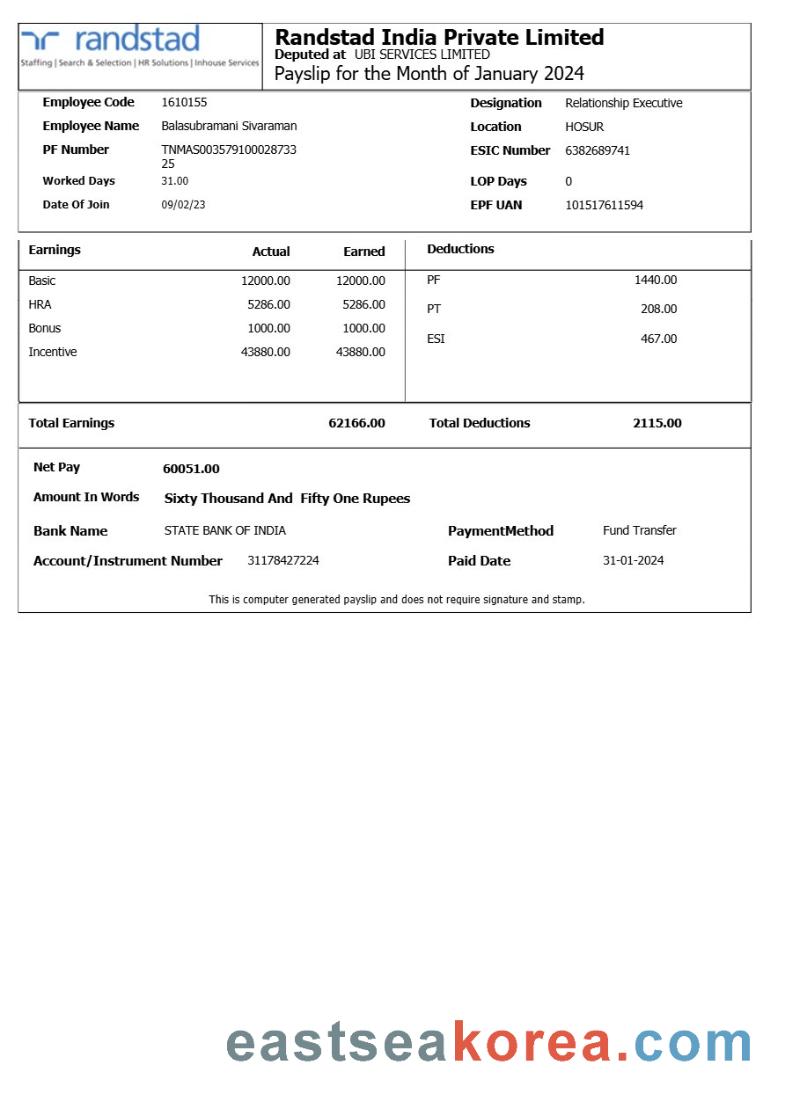 randstad
Staffing | Search & Selection | HR Solutions | Inhouse Services
Randstad India Private Limited
Deputed at UBI SERVICES LIMITED
Payslip for the Month of January 2024
Employee Code 1610155 Designation Relationship Executive
Employee Name Balasubramani Sivaraman Location HOSUR
PF Number TNMAS003579100028733 ESIC Number 6382689741
25
Worked Days 31.00 LOP Days 0
Date Of Join 09/02/23 EPF UAN 101517611594
Earnings Actual Earned Deductions
Basic 12000.00 12000.00 PF 1440.00
HRA 5286.00 5286.00 PT 208.00
Bonus 1000.00 1000.00 ESI 467.00
Incentive 43880.00 43880.00
Total Earnings 62166.00 Total Deductions 2115.00
Net Pay 60051.00
Amount In Words Sixty Thousand And Fifty One Rupees
Bank Name STATE BANK OF INDIA PaymentMethod Fund Transfer
Account/Instrument Number 31178427224 Paid Date 31-01-2024
This is computer generated payslip and does not require signature and stamp.
eastseakorea.com